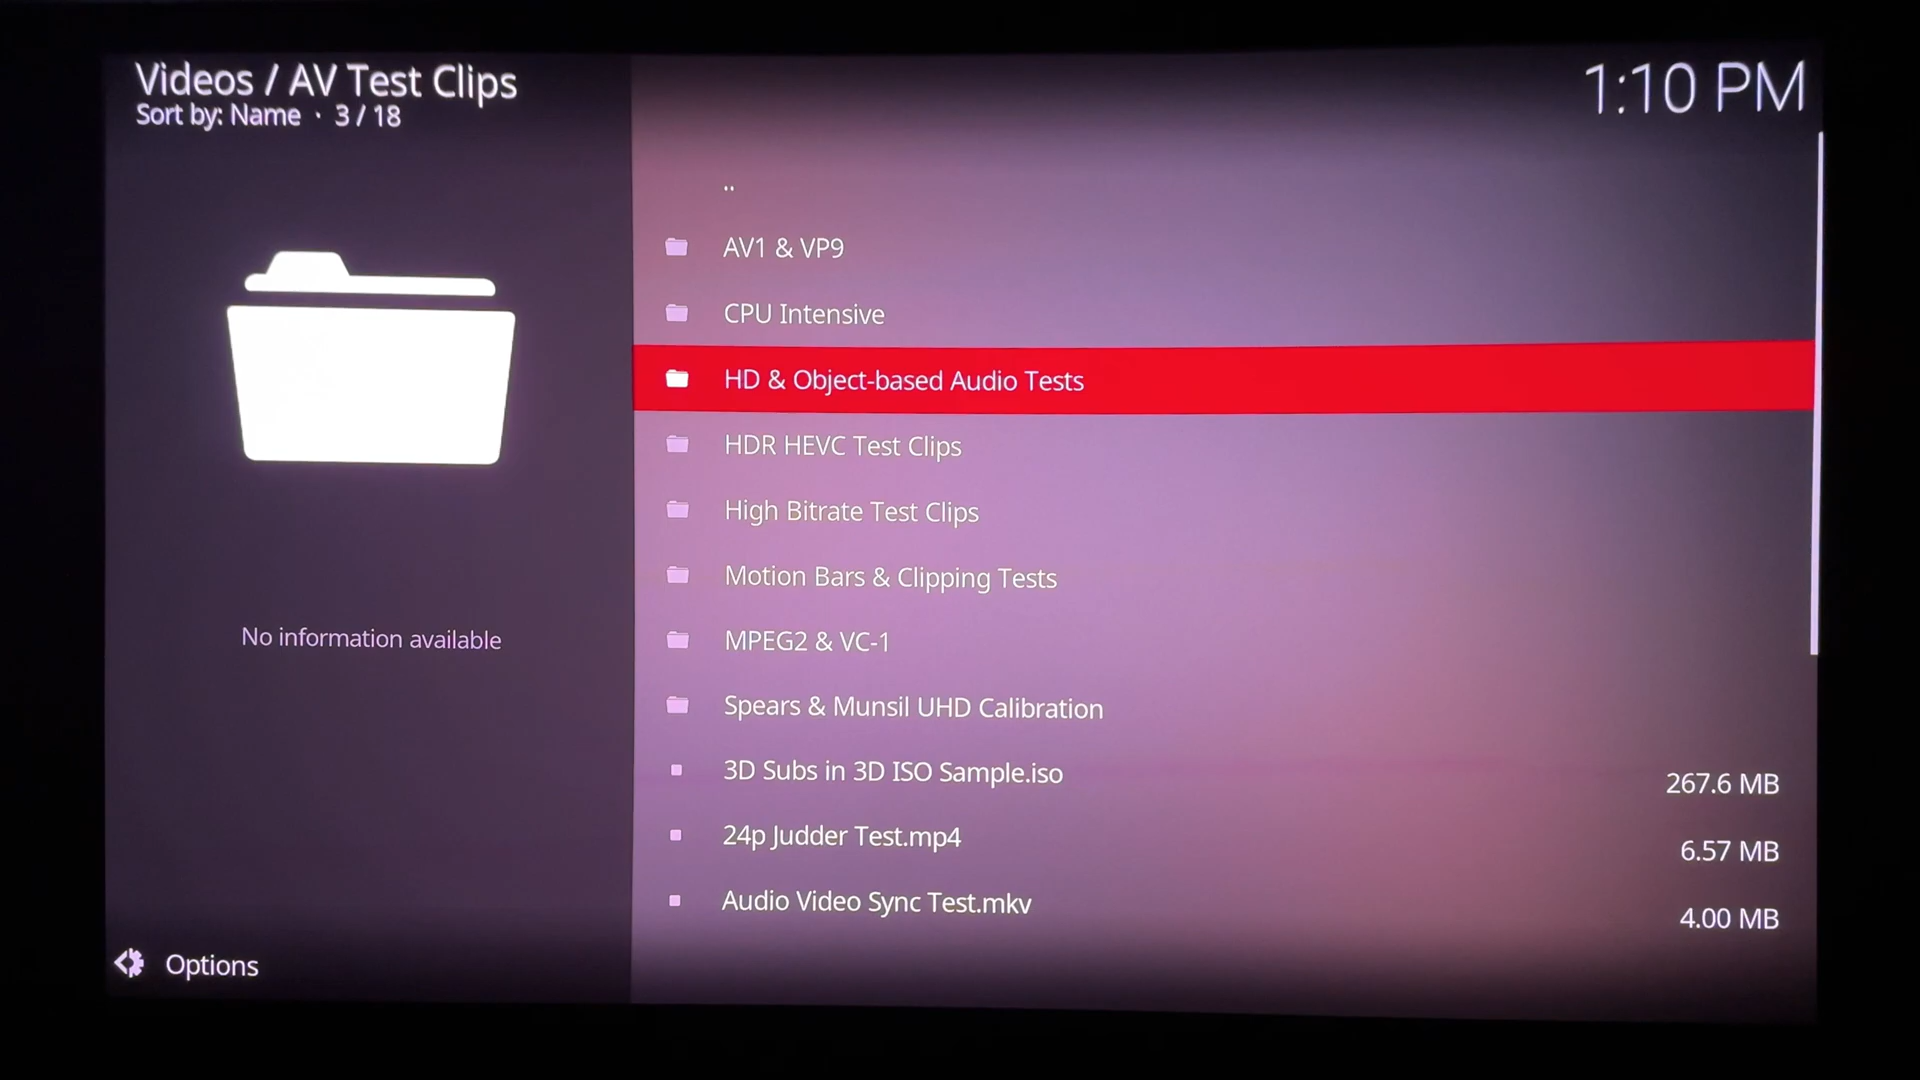 Videos / AV Test Clips
Sort by: Name · 3 / 18
1:10 PM
..
AV1 & VP9
CPU Intensive
HD & Object-based Audio Tests
HDR HEVC Test Clips
High Bitrate Test Clips
Motion Bars & Clipping Tests
MPEG2 & VC-1
Spears & Munsil UHD Calibration
3D Subs in 3D ISO Sample.iso
267.6 MB
24p Judder Test.mp4
6.57 MB
Audio Video Sync Test.mkv
4.00 MB
No information available
Options